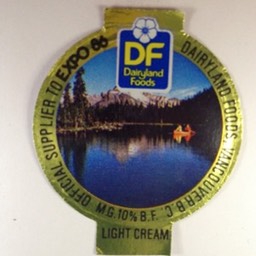 DF
Dairyland
Foods
OFFICIAL SUPPLIER TO EXPO 86
DAIRYLAND FOODS, VANCOUVER B.C.
M.G. 10% B.F.
LIGHT CREAM